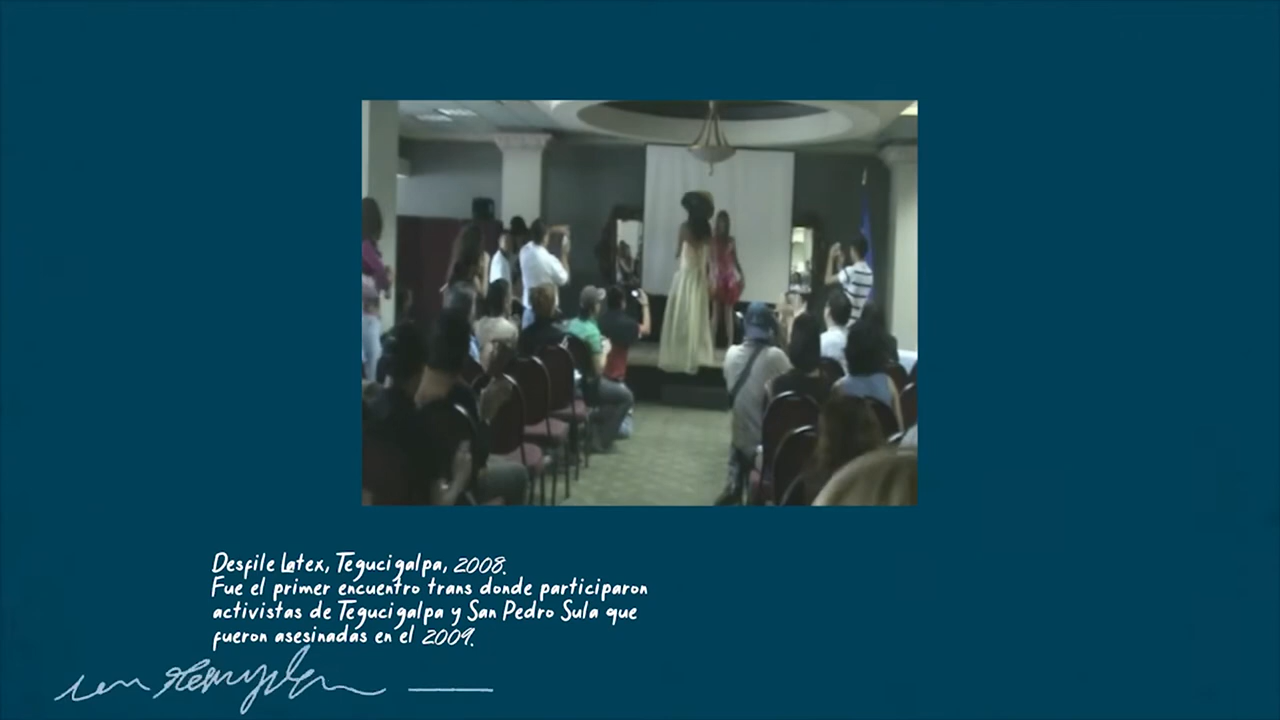 Desfile Latex, Tegucigalpa, 2008.
Fue el primer encuentro trans donde participaron
activistas de Tegucigalpa y San Pedro Sula que
fueron asesinadas en el 2009.